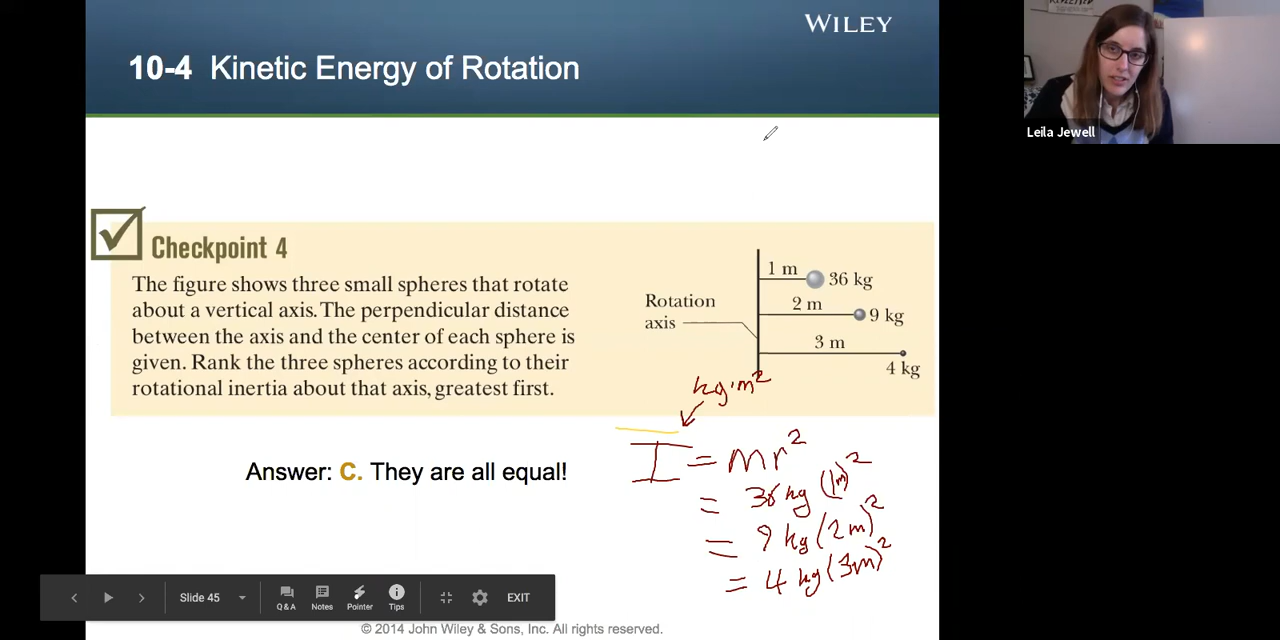 WILEY
10-4 Kinetic Energy of Rotation
Leila Jewell
Checkpoint 4
The figure shows three small spheres that rotate
about a vertical axis. The perpendicular distance
between the axis and the center of each sphere is
given. Rank the three spheres according to their
rotational inertia about that axis, greatest first.
Rotation
axis
1 m
36 kg
2 m
9 kg
3 m
4 kg
kg·m²
I = mr²
= 36 kg (1m)²
= 9 kg (2m)²
= 4 kg (3m)²
Answer: C. They are all equal!
Slide 45
Q&A
Notes
Pointer
Tips
EXIT
© 2014 John Wiley & Sons, Inc. All rights reserved.